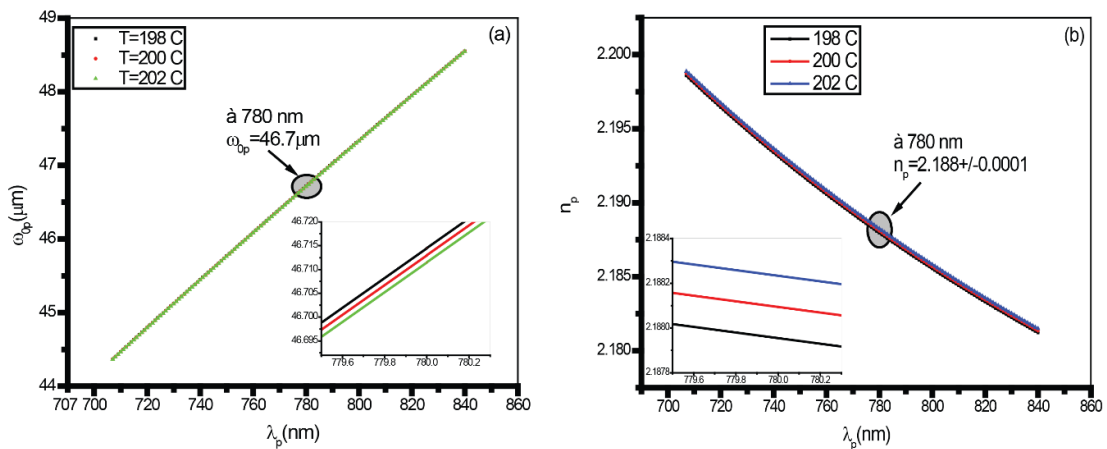 (a)
T=198 C
T=200 C
T=202 C
à 780 nm
ω0p=46.7μm
49
48
47
46
45
44
ω0p(μm)
46.720
46.715
46.710
46.705
46.700
46.695
779.6 779.8 780.0 780.2
707 700 720 740 760 780 800 820 840 860
λp(nm)
(b)
198 C
200 C
202 C
à 780 nm
np=2.188+/-0.0001
2.200
2.195
2.190
2.185
2.180
np
2.1884
2.1882
2.1880
2.1878
779.6 779.8 780.0 780.2
700 720 740 760 780 800 820 840 860
λp(nm)